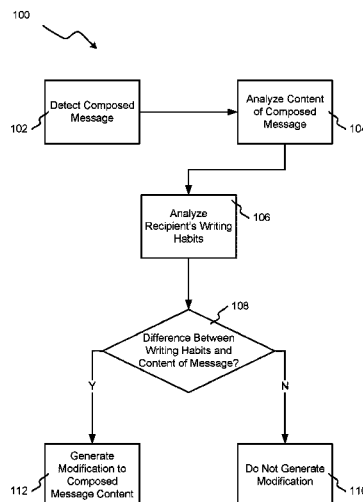 100
Detect Composed
Message
102
Analyze Content
of Composed
Message
104
Analyze
Recipient's Writing
Habits
106
108
Difference Between
Writing Habits and
Content of Message?
Y
N
Generate
Modification to
Composed
Message Content
112
Do Not Generate
Modification